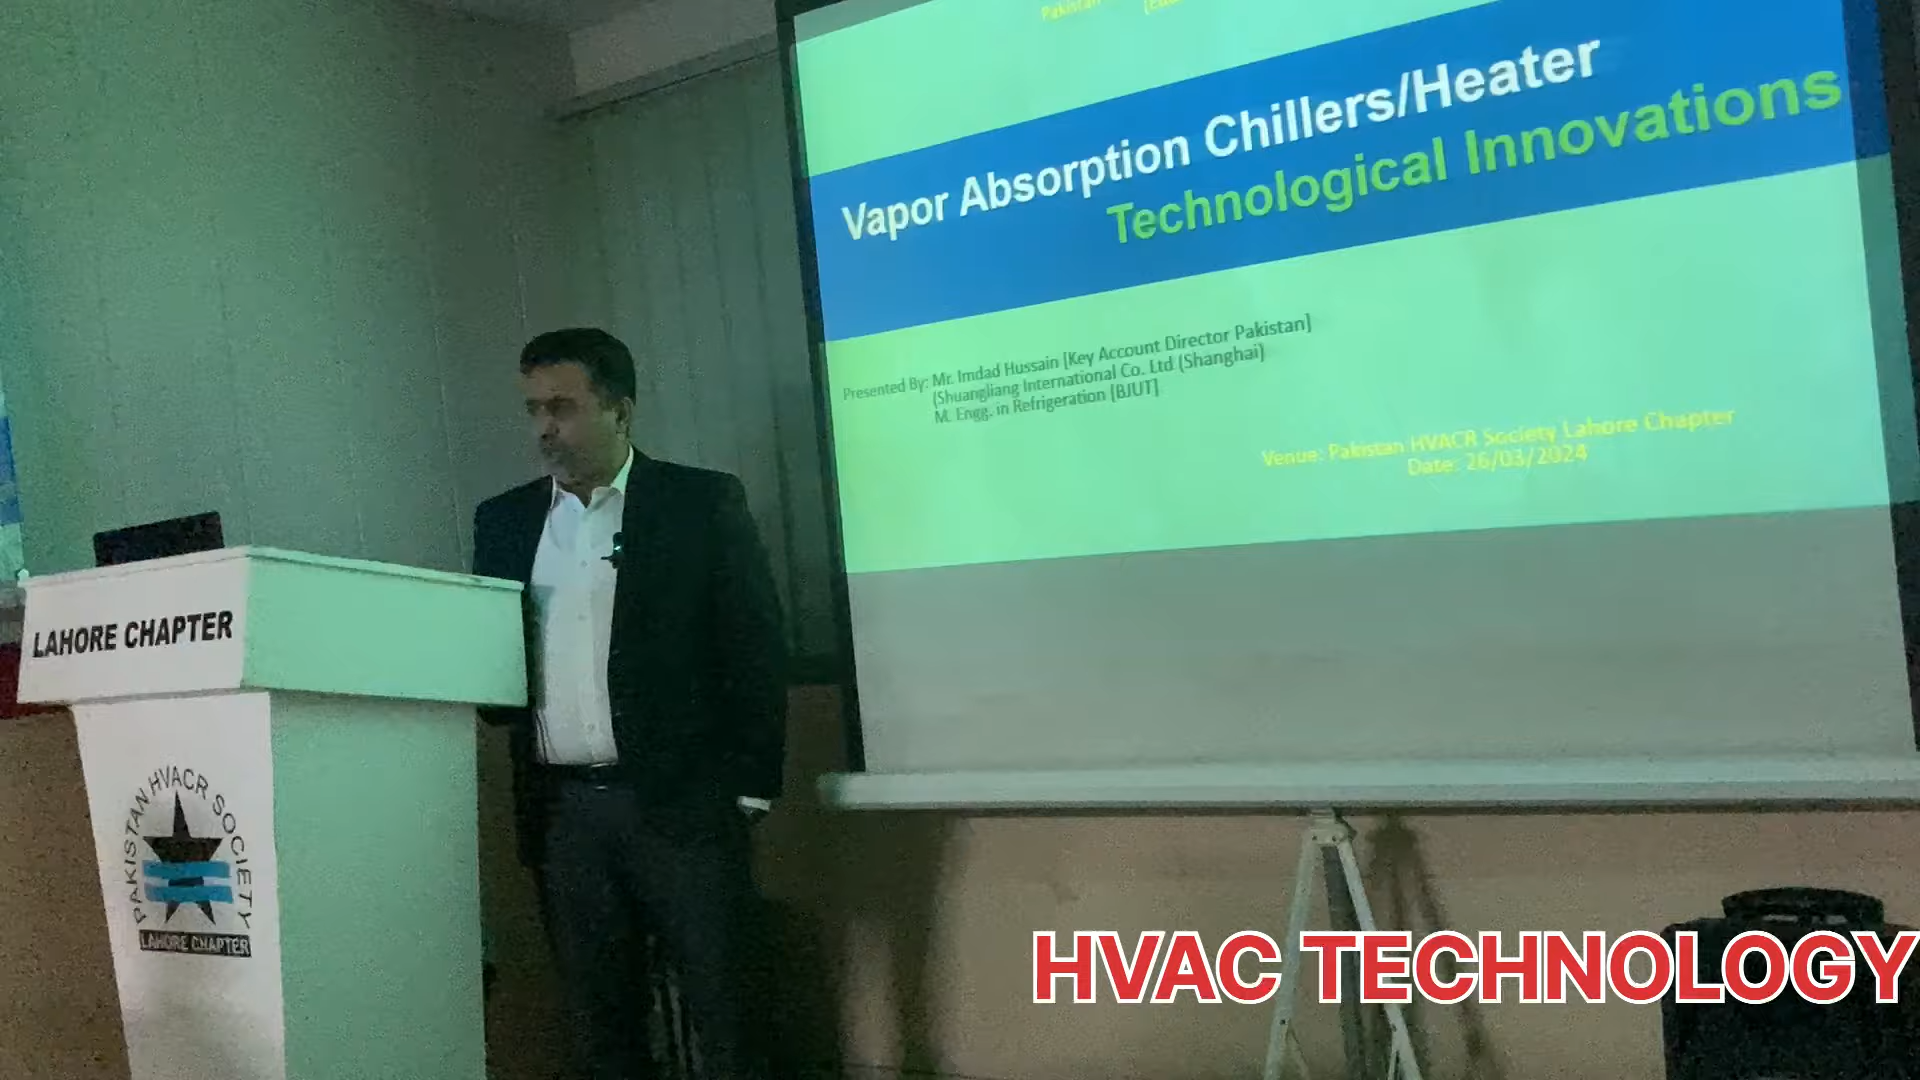 Pakistan
Vapor Absorption Chillers/Heater
Technological Innovations
Presented By: Mr. Imdad Hussain [Key Account Director Pakistan]
(Shuangliang International Co. Ltd (Shanghai)
M. Engg. in Refrigeration [BJUT]
Venue: Pakistan HVACR Society Lahore Chapter
Date: 26/03/2024
LAHORE CHAPTER
PAKISTAN HVACR SOCIETY
LAHORE CHAPTER
HVAC TECHNOLOGY